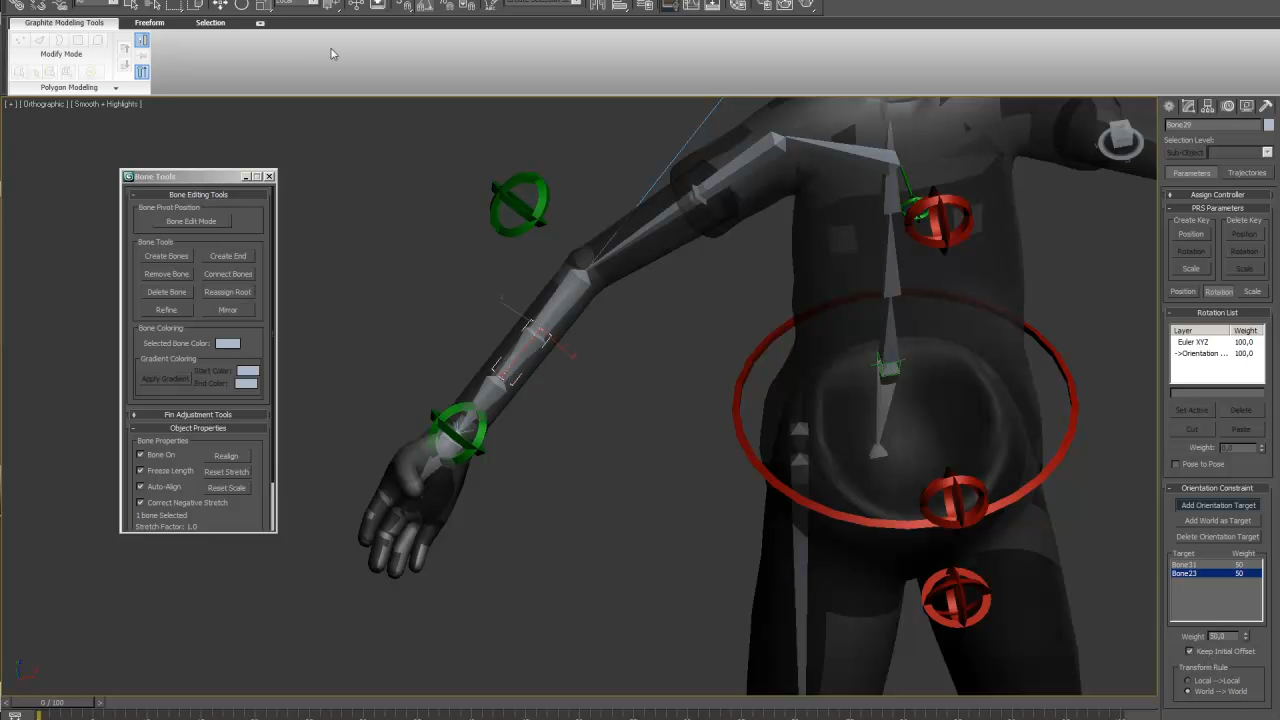 Local
Graphite Modeling Tools Freeform Selection
Modify Mode
Polygon Modeling
[ + ] [ Orthographic ] [ Smooth + Highlights ]
Bone Tools
Bone Editing Tools
Bone Pivot Position
Bone Edit Mode
Bone Tools
Create Bones Create End
Remove Bone Connect Bones
Delete Bone Reassign Root
Refine Mirror
Bone Coloring
Selected Bone Color:
Gradient Coloring
Apply Gradient Start Color:
End Color:
Fin Adjustment Tools
Object Properties
Bone Properties
Bone On Realign
Freeze Length Reset Stretch
Auto-Align Reset Scale
Correct Negative Stretch
1 bone Selected
Stretch Factor: 1.0
Bone29
Selection Level:
Sub-Object
Parameters Trajectories
Assign Controller
PRS Parameters
Create Key Delete Key
Position Position
Rotation Rotation
Scale Scale
Position Rotation Scale
Rotation List
Layer Weight
Euler XYZ 100,0
->Orientation ... 100,0
Set Active Delete
Cut Paste
Weight:
Pose to Pose
Orientation Constraint
Add Orientation Target
Add World as Target
Delete Orientation Target
Target Weight
Bone31 50
Bone23 50
Weight 50,0
Keep Initial Offset
Transform Rule
Local -->Local
World --> World
0 / 100